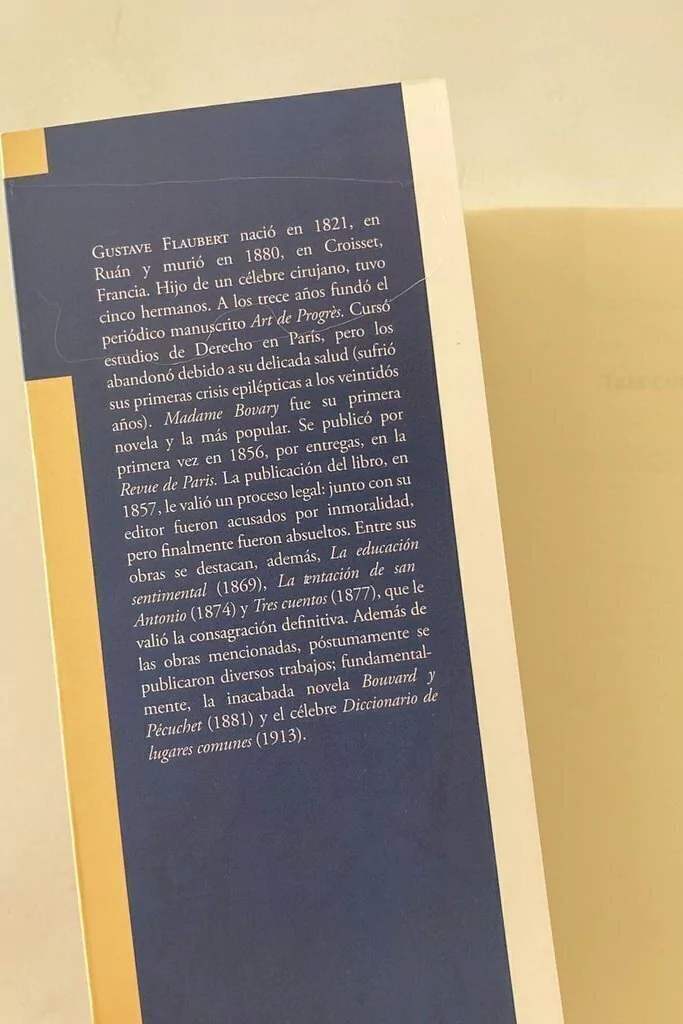 GUSTAVE FLAUBERT nació en 1821, en
Ruán y murió en 1880, en Croisset,
Francia. Hijo de un célebre cirujano, tuvo
cinco hermanos. A los trece años fundó el
periódico manuscrito Art de Progrès. Cursó
estudios de Derecho en París, pero los
abandonó debido a su delicada salud (sufrió
sus primeras crisis epilépticas a los veintidós
años). Madame Bovary fue su primera
novela y la más popular. Se publicó por
primera vez en 1856, por entregas, en la
Revue de Paris. La publicación del libro, en
1857, le valió un proceso legal: junto con su
editor fueron acusados por inmoralidad,
pero finalmente fueron absueltos. Entre sus
obras se destacan, además, La educación
sentimental (1869), La tentación de san
Antonio (1874) y Tres cuentos (1877), que le
valió la consagración definitiva. Además de
las obras mencionadas, póstumamente se
publicaron diversos trabajos; fundamental-
mente, la inacabada novela Bouvard y
Pécuchet (1881) y el célebre Diccionario de
lugares comunes (1913).